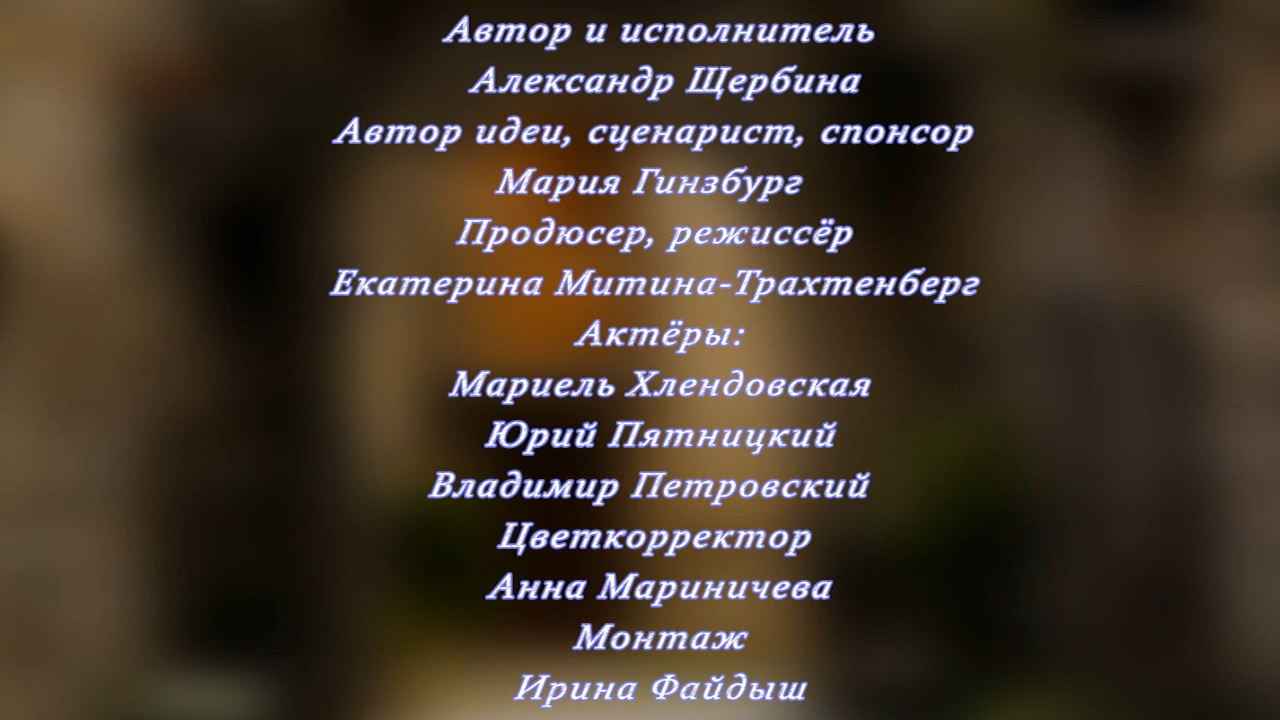 Автор и исполнитель
Александр Щербина
Автор идеи, сценарист, спонсор
Мария Гинзбург
Продюсер, режиссёр
Екатерина Митина-Трахтенберг
Актёры:
Мариель Хлендовская
Юрий Пятницкий
Владимир Петровский
Цветкорректор
Анна Мариничева
Монтаж
Ирина Файдыш